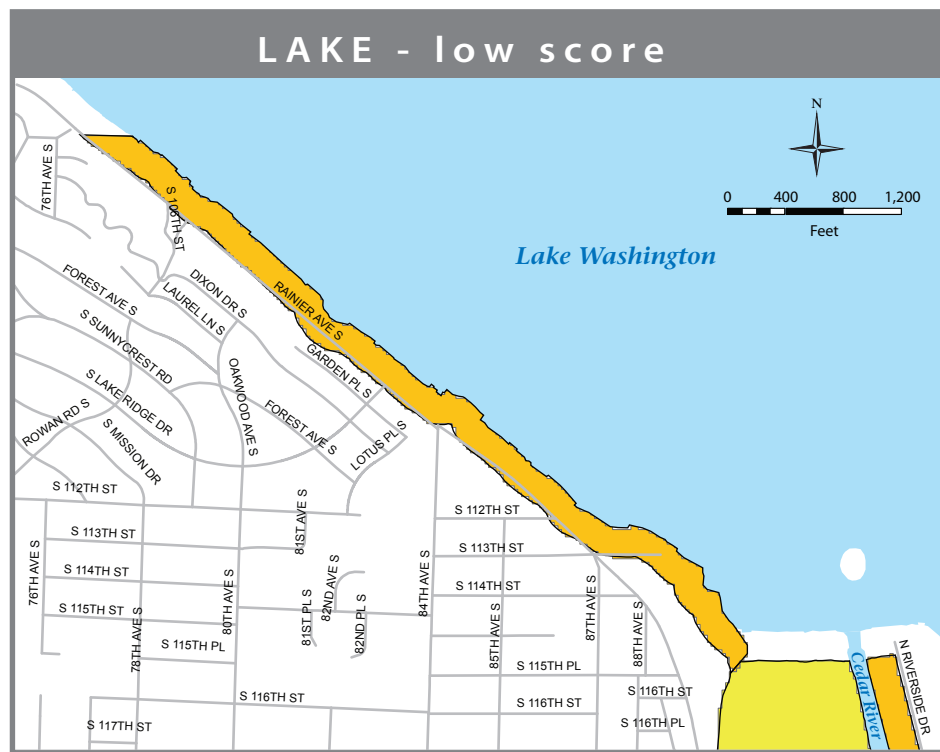 LAKE - low score
N
0 400 800 1,200
Feet
Lake Washington
76TH AVE S
S 106TH ST
RAINIER AVE S
DIXON DR S
LAUREL LN S
FOREST AVE S
S SUNNYCREST RD
GARDEN PL S
S LAKE RIDGE DR
OAKWOOD AVE S
FOREST AVE S
ROWAN RD S
S MISSION DR
LOTUS PL S
S 112TH ST
81ST AVE S
S 112TH ST
S 113TH ST
S 113TH ST
76TH AVE S
S 114TH ST
80TH AVE S
82ND AVE S
84TH AVE S
S 114TH ST
87TH AVE S
S 115TH ST
78TH AVE S
81ST PL S
82ND PL S
85TH AVE S
88TH AVE S
S 115TH PL
S 115TH PL
Cedar River
N RIVERSIDE DR
S 116TH ST
S 116TH ST
S 116TH ST
S 117TH ST
S 116TH PL